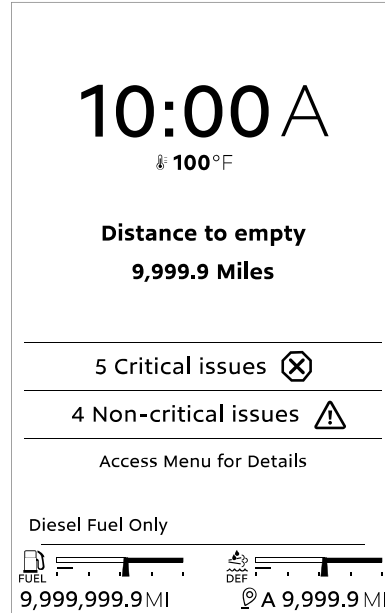 10:00 A
100°F
Distance to empty
9,999.9 Miles
5 Critical issues
4 Non-critical issues
Access Menu for Details
Diesel Fuel Only
FUEL DEF
9,999,999.9 MI A 9,999.9 MI